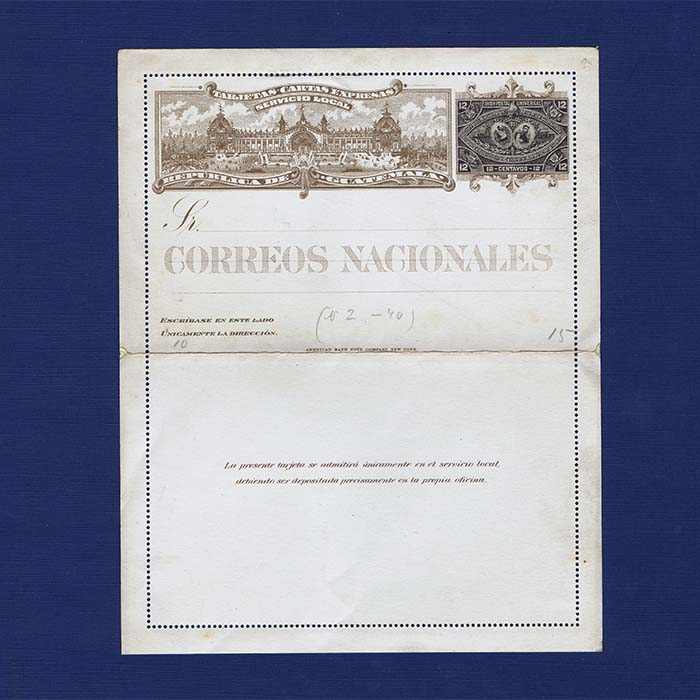 TARJETAS CARTAS EXPRESAS
SERVICIO LOCAL
REPUBLICA DE GUATEMALA
12 UNION POSTAL UNIVERSAL 12
12 12 - CENTAVOS - 12 12
Sr.
CORREOS NACIONALES
ESCRÍBASE EN ESTE LADO
ÚNICAMENTE LA DIRECCIÓN.
10
15
AMERICAN BANK NOTE COMPANY, NEW YORK.
La presente tarjeta se admitirá únicamente en el servicio local,
debiendo ser depositada precisamente en la propia oficina.